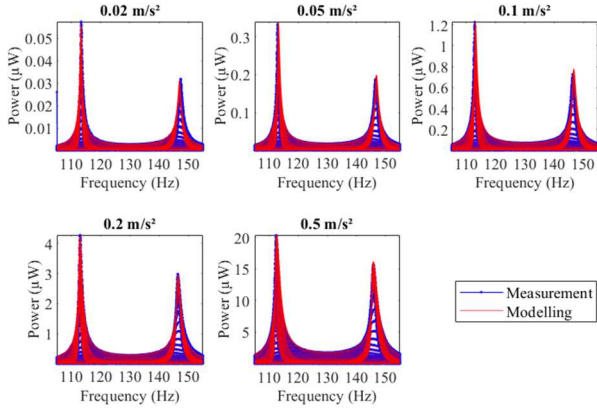 0.02 m/s²
0.05 m/s²
0.1 m/s²
Power (µW)
0.05
0.04
0.03
0.02
0.01
110 120 130 140 150
Frequency (Hz)
Power (µW)
0.4
0.3
0.2
0.1
110 120 130 140 150
Frequency (Hz)
Power (µW)
1.2
1
0.8
0.6
0.4
0.2
110 120 130 140 150
Frequency (Hz)
0.2 m/s²
0.5 m/s²
Power (µW)
4
3
2
1
110 120 130 140 150
Frequency (Hz)
Power (µW)
20
15
10
5
110 120 130 140 150
Frequency (Hz)
Measurement
Modelling